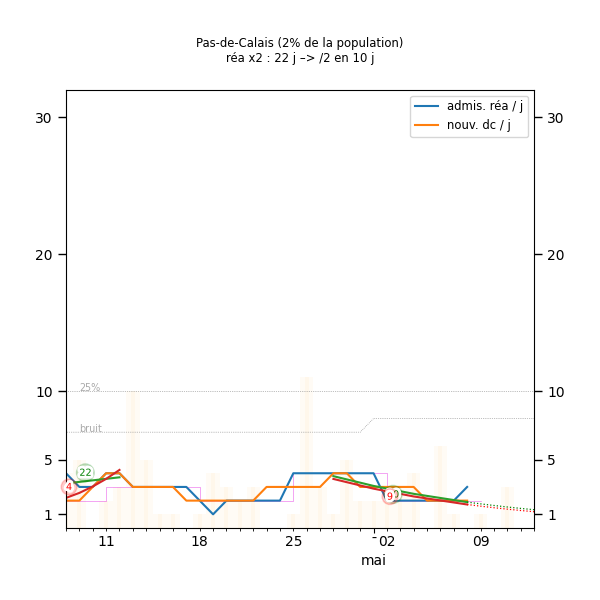 Pas-de-Calais (2% de la population)
réa x2 : 22 j –> /2 en 10 j
admis. réa / j
nouv. dc / j
30 30
20 20
10 10
25%
bruit
5 5
22
4
9
1 1
11 18 25 02 09
mai